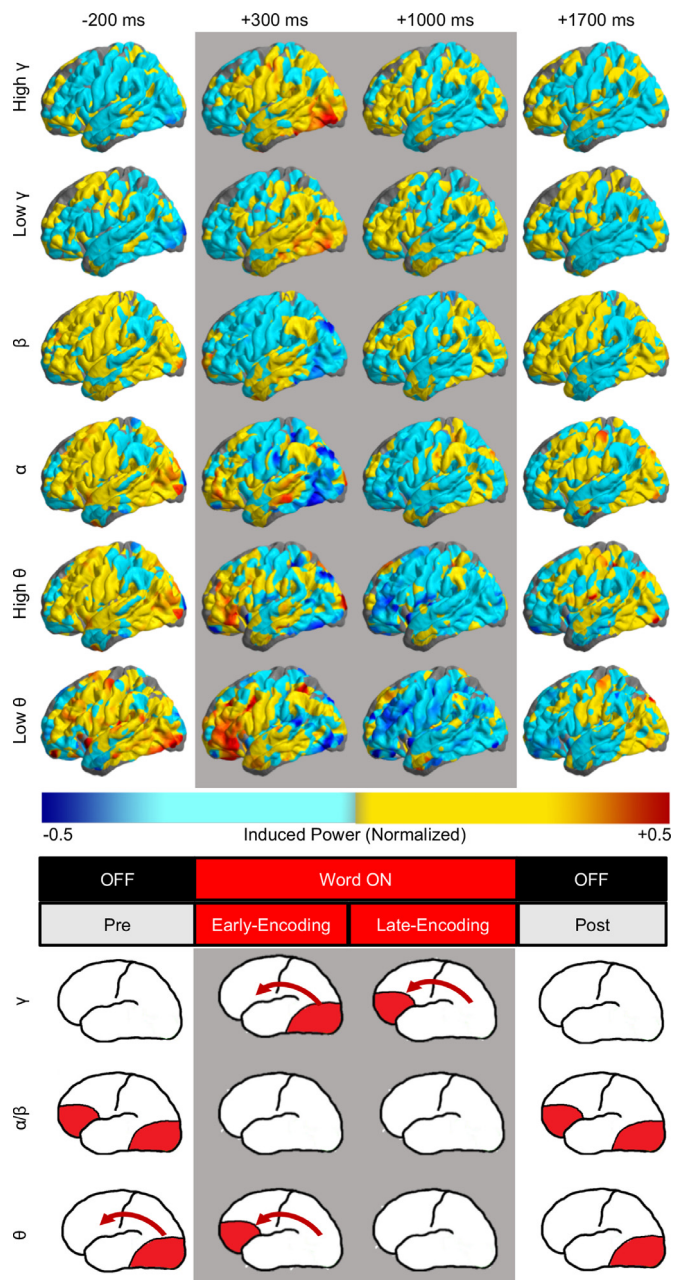 -200 ms +300 ms +1000 ms +1700 ms
High γ
Low γ
β
α
High θ
Low θ
-0.5 Induced Power (Normalized) +0.5
OFF Word ON OFF
Pre Early-Encoding Late-Encoding Post
γ
α/β
θ